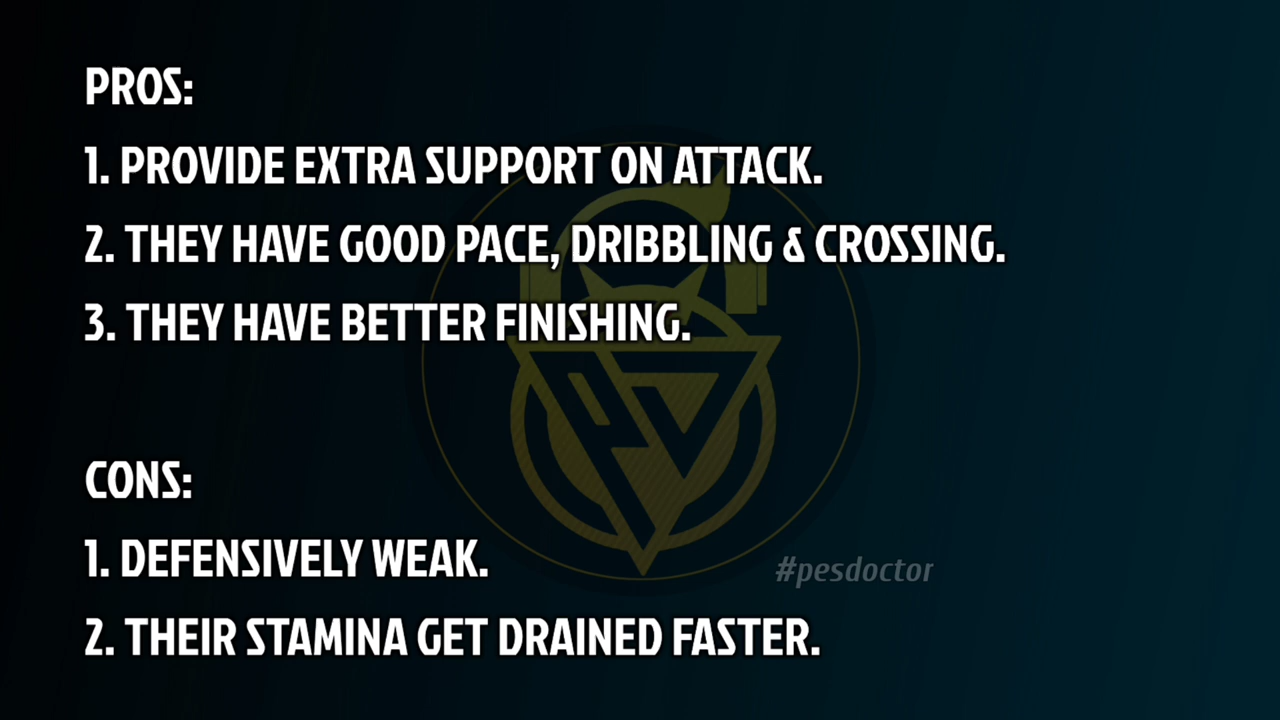 PROS:
1. PROVIDE EXTRA SUPPORT ON ATTACK.
2. THEY HAVE GOOD PACE, DRIBBLING & CROSSING.
3. THEY HAVE BETTER FINISHING.
CONS:
1. DEFENSIVELY WEAK.
#pesdoctor
2. THEIR STAMINA GET DRAINED FASTER.